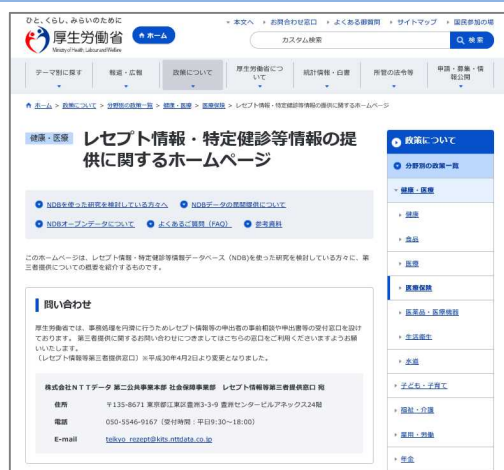 ひと、くらし、みらいのために
厚生労働省
Ministry of Health, Labour and Welfare
ホーム
本文へ お問合わせ窓口 よくある御質問 サイトマップ 国民参加の場
カスタム検索
検索
テーマ別に探す
報道・広報
政策について
厚生労働省について
統計情報・白書
所管の法令等
申請・募集・情報公開
ホーム > 政策について > 分野別の政策一覧 > 健康・医療 > 医療保険 > レセプト情報・特定健診等情報の提供に関するホームページ
健康・医療 レセプト情報・特定健診等情報の提
供に関するホームページ
NDBを使った研究を検討している方々へ NDBデータの民間提供について
NDBオープンデータについて よくあるご質問（FAQ） 参考資料
このホームページは、レセプト情報・特定健診等情報データベース（NDB)を使った研究を検討している方々に、第
三者提供についての概要を紹介するものです。
問い合わせ
厚生労働省では、事務処理を円滑に行うためレセプト情報等の申出者の事前相談や申出書等の受付窓口を設け
ております。 第三者提供に関するお問い合わせにつきましてはこちらの窓口をご利用くださいますようお願
いいたします。
（レセプト情報等第三者提供窓口）※平成30年4月2日より変更となりました。
株式会社NTTデータ 第二公共事業本部 社会保障事業部 レセプト情報等第三者提供窓口 宛
住所 〒135-8671 東京都江東区豊洲3-3-9 豊洲センタービルアネックス24階
電話 050-5546-9167（受付時間：平日9:30～18:00)
E-mail teikyo_rezept@kits.nttdata.co.jp
政策について
分野別の政策一覧
健康・医療
健康
食品
医療
医療保険
医薬品・医療機器
生活衛生
水道
子ども・子育て
福祉・介護
雇用・労働
年金